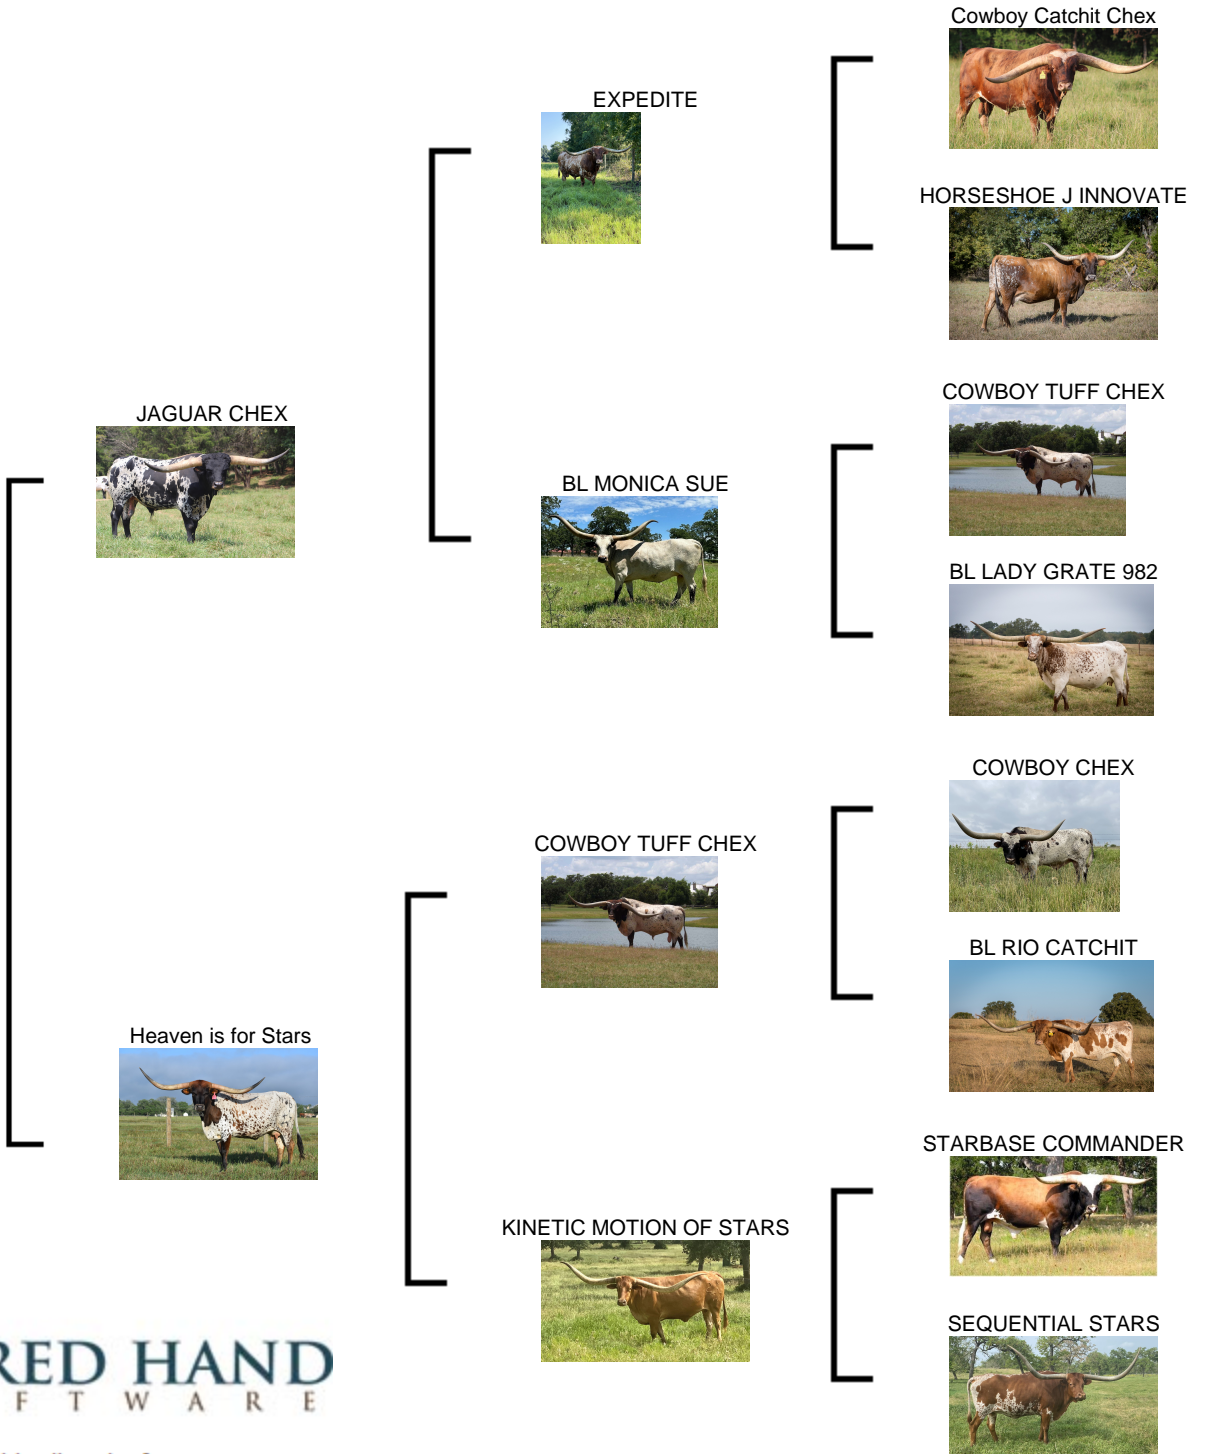 Cowboy Catchit Chex
EXPEDITE
HORSESHOE J INNOVATE
COWBOY TUFF CHEX
JAGUAR CHEX
BL MONICA SUE
BL LADY GRATE 982
COWBOY CHEX
COWBOY TUFF CHEX
BL RIO CATCHIT
Heaven is for Stars
STARBASE COMMANDER
KINETIC MOTION OF STARS
SEQUENTIAL STARS
RED HAND
F T W A R E